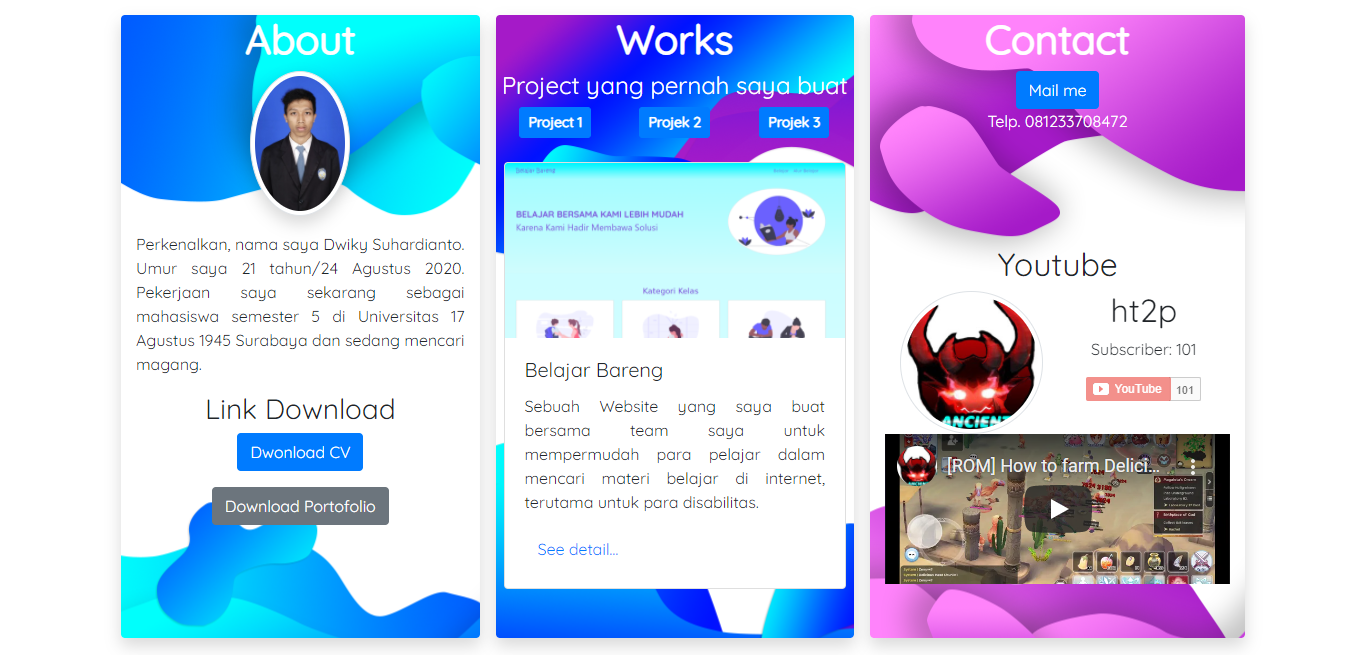 About
Perkenalkan, nama saya Dwiky Suhardianto.
Umur saya 21 tahun/24 Agustus 2020.
Pekerjaan saya sekarang sebagai
mahasiswa semester 5 di Universitas 17
Agustus 1945 Surabaya dan sedang mencari
magang.
Link Download
Dwonload CV
Download Portofolio
Works
Project yang pernah saya buat
Project 1
Projek 2
Projek 3
Belajar Bareng
BELAJAR BERSAMA KAMI LEBIH MUDAH
Karena Kami Hadir Membawa Solusi
Kategori Kelas
Belajar Bareng
Sebuah Website yang saya buat
bersama team saya untuk
mempermudah para pelajar dalam
mencari materi belajar di internet,
terutama untuk para disabilitas.
See detail...
Contact
Mail me
Telp. 081233708472
Youtube
ANCIENT
ht2p
Subscriber: 101
YouTube 101
[ROM] How to farm Delici...